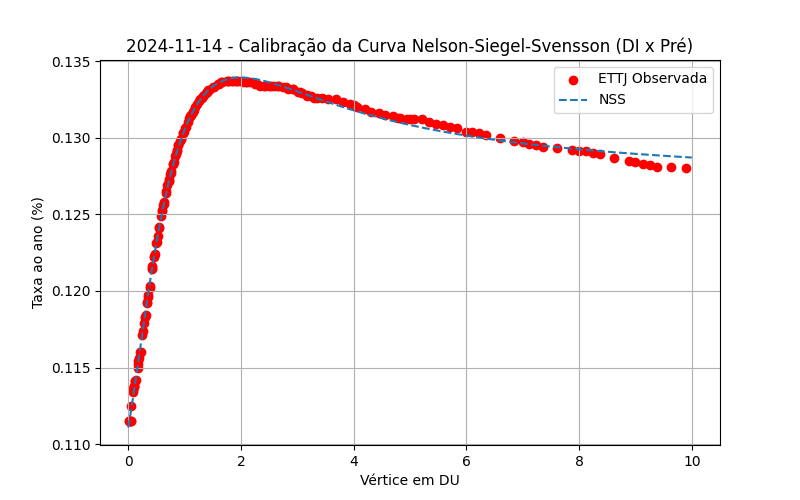 2024-11-14 - Calibração da Curva Nelson-Siegel-Svensson (DI x Pré)
0.135
0.130
0.125
0.120
0.115
0.110
Taxa ao ano (%)
ETTJ Observada
NSS
0 2 4 6 8 10
Vértice em DU